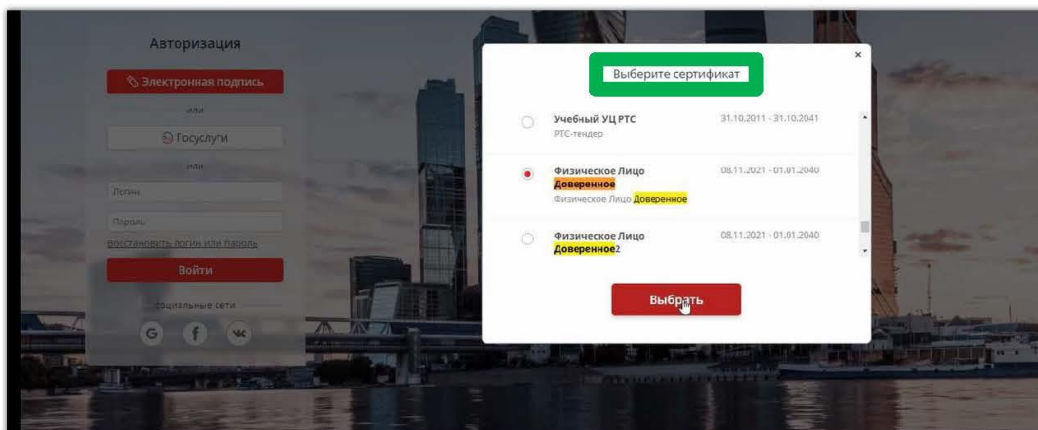 Авторизация
Электронная подпись
или
Госуслуги
или
Логин
Пароль
Восстановить логин или пароль
Войти
социальные сети
G f
Выберите сертификат
×
Учебный УЦ РТС 31.10.2011 - 31.10.2041
РТС-тендер
Физическое Лицо 08.11.2021 - 01.01.2040
Доверенное
Физическое Лицо Доверенное
Физическое Лицо 08.11.2021 - 01.01.2040
Доверенное2
Выбрать